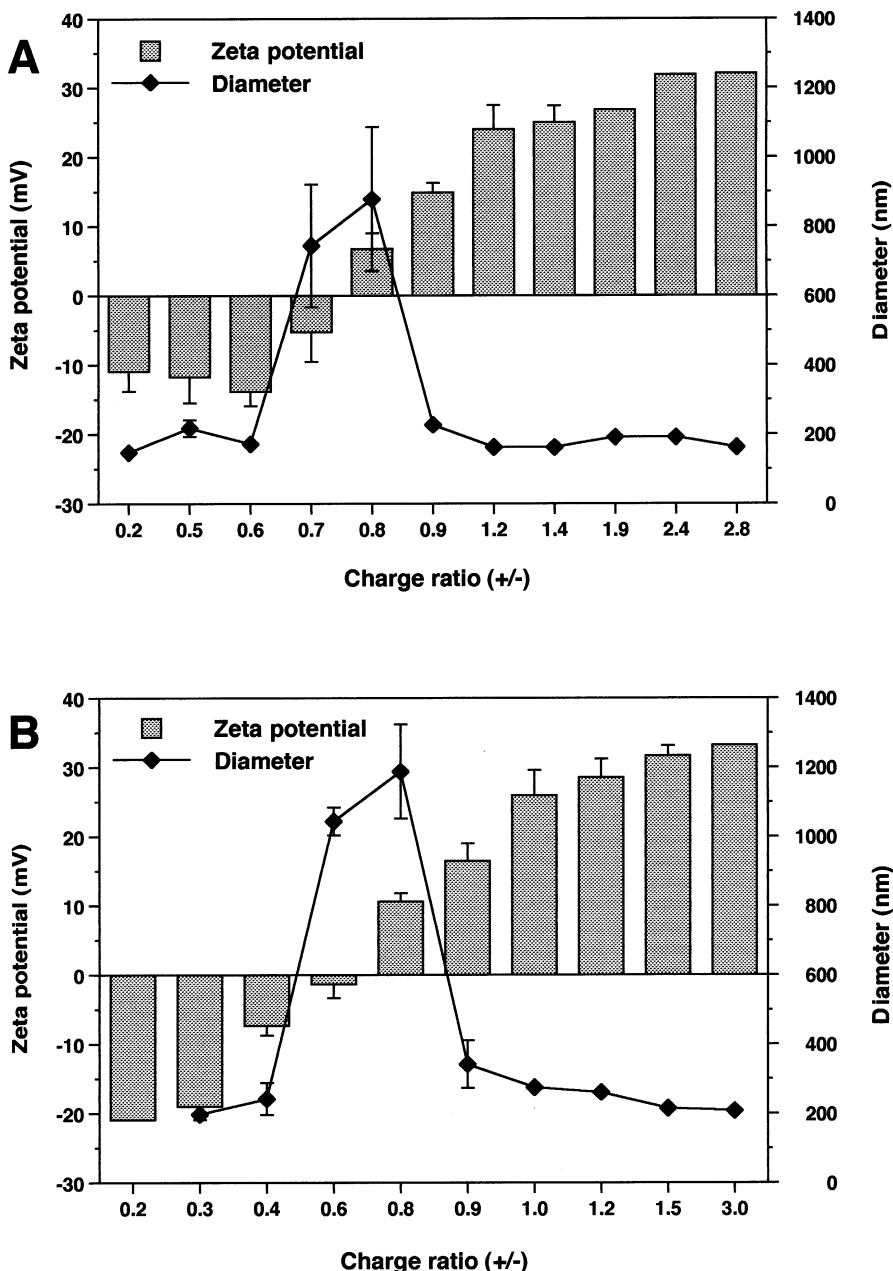 A
Zeta potential
Diameter
40
30
20
10
0
-10
-20
-30
Zeta potential (mV)
1400
1200
1000
800
600
400
200
0
Diameter (nm)
0.2 0.5 0.6 0.7 0.8 0.9 1.2 1.4 1.9 2.4 2.8
Charge ratio (+/-)
B
Zeta potential
Diameter
40
30
20
10
0
-10
-20
-30
Zeta potential (mV)
1400
1200
1000
800
600
400
200
0
Diameter (nm)
0.2 0.3 0.4 0.6 0.8 0.9 1.0 1.2 1.5 3.0
Charge ratio (+/-)